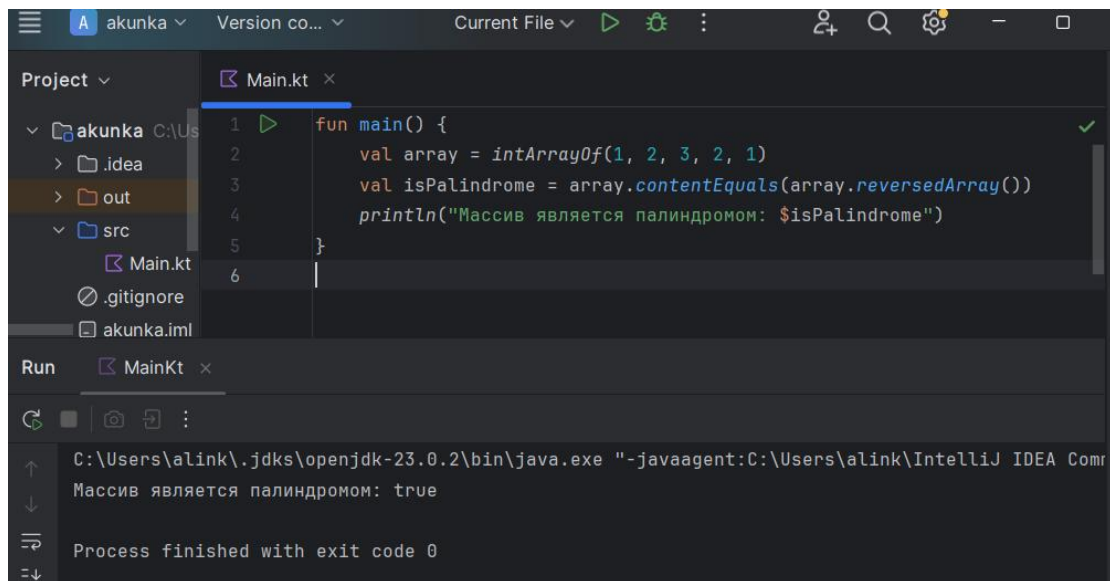 A akunka Version co... Current File
Project
Main.kt
akunka C:\Us
.idea
out
src
Main.kt
.gitignore
akunka.iml
1 fun main() {
2 val array = intArrayOf(1, 2, 3, 2, 1)
3 val isPalindrome = array.contentEquals(array.reversedArray())
4 println("Массив является палиндромом: $isPalindrome")
5 }
6
Run MainKt
C:\Users\alink\.jdks\openjdk-23.0.2\bin\java.exe "-javaagent:C:\Users\alink\IntelliJ IDEA Com
Массив является палиндромом: true
Process finished with exit code 0